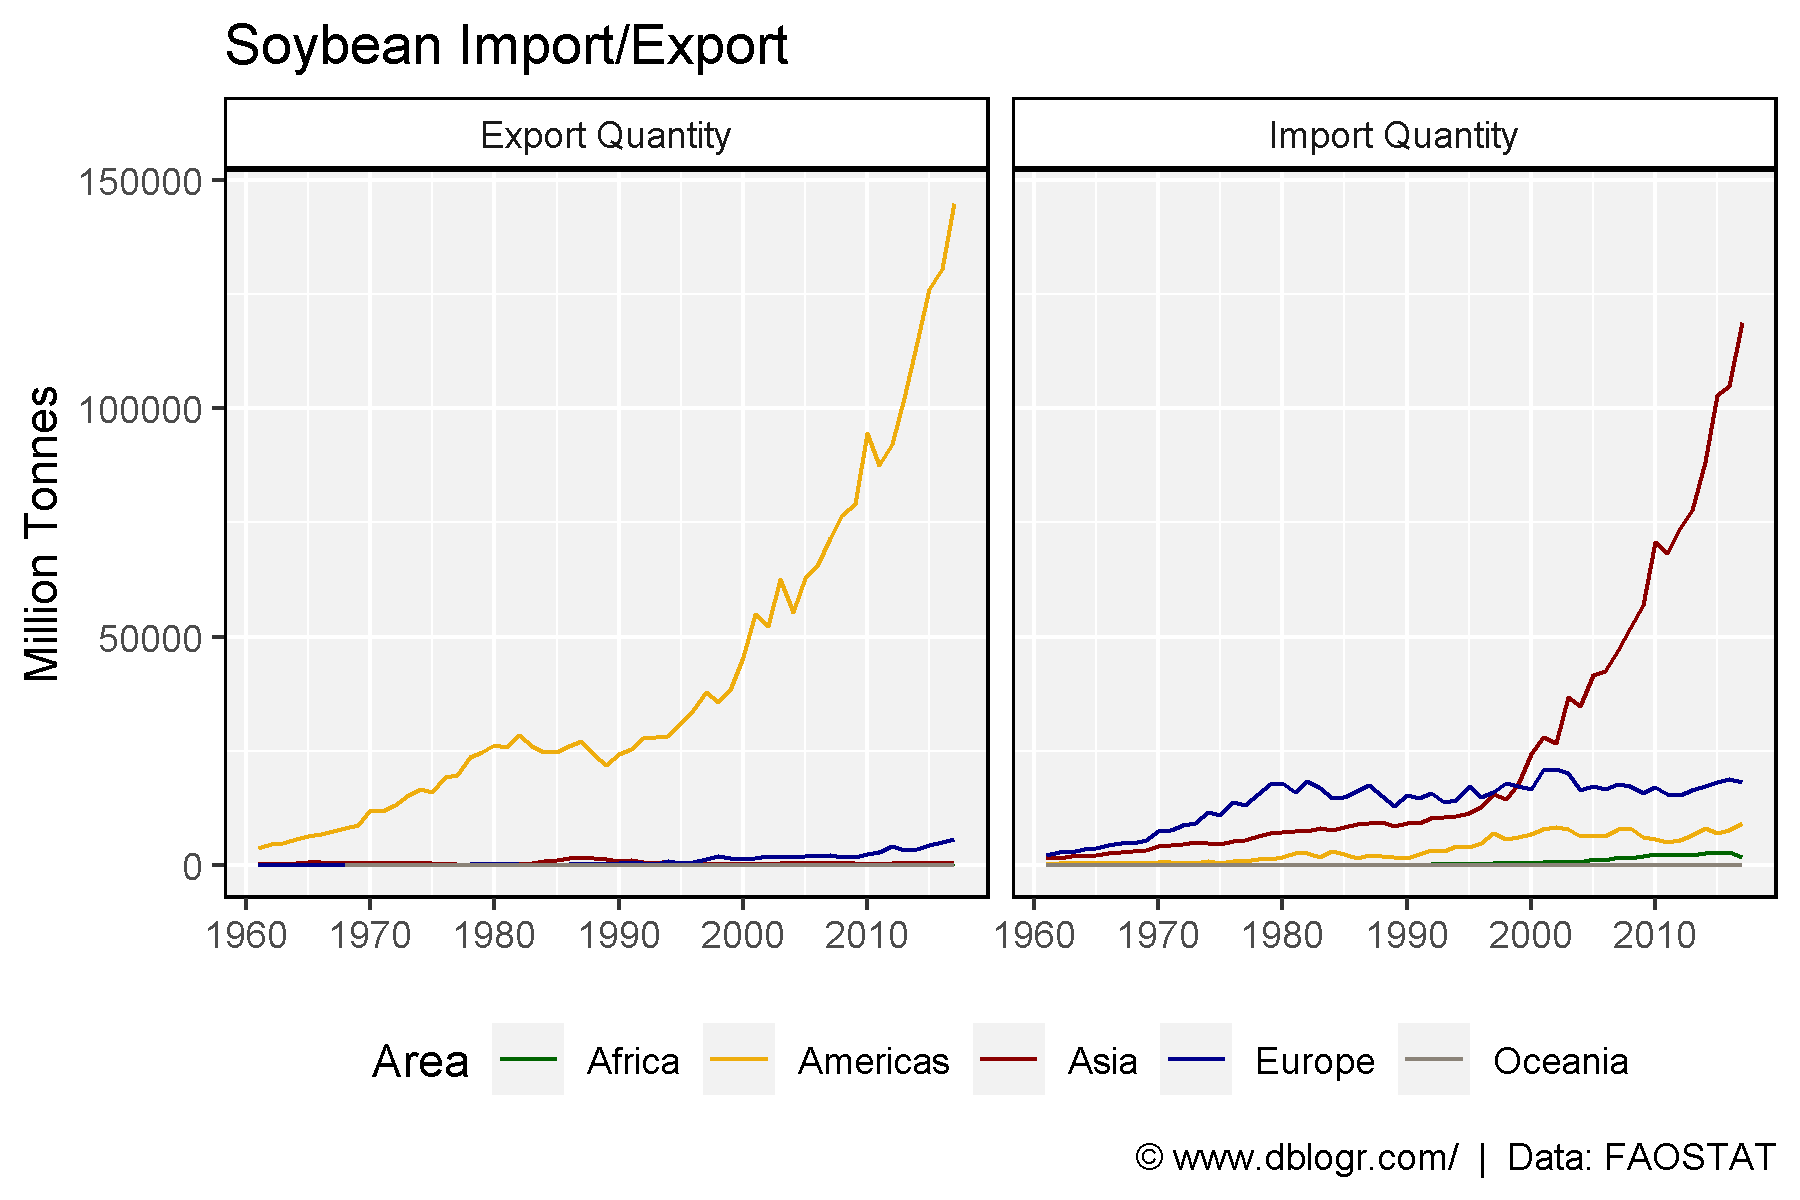 Soybean Import/Export
Export Quantity
Import Quantity
Million Tonnes
150000
100000
50000
0
1960 1970 1980 1990 2000 2010
1960 1970 1980 1990 2000 2010
Area Africa Americas Asia Europe Oceania
© www.dblogr.com/ | Data: FAOSTAT